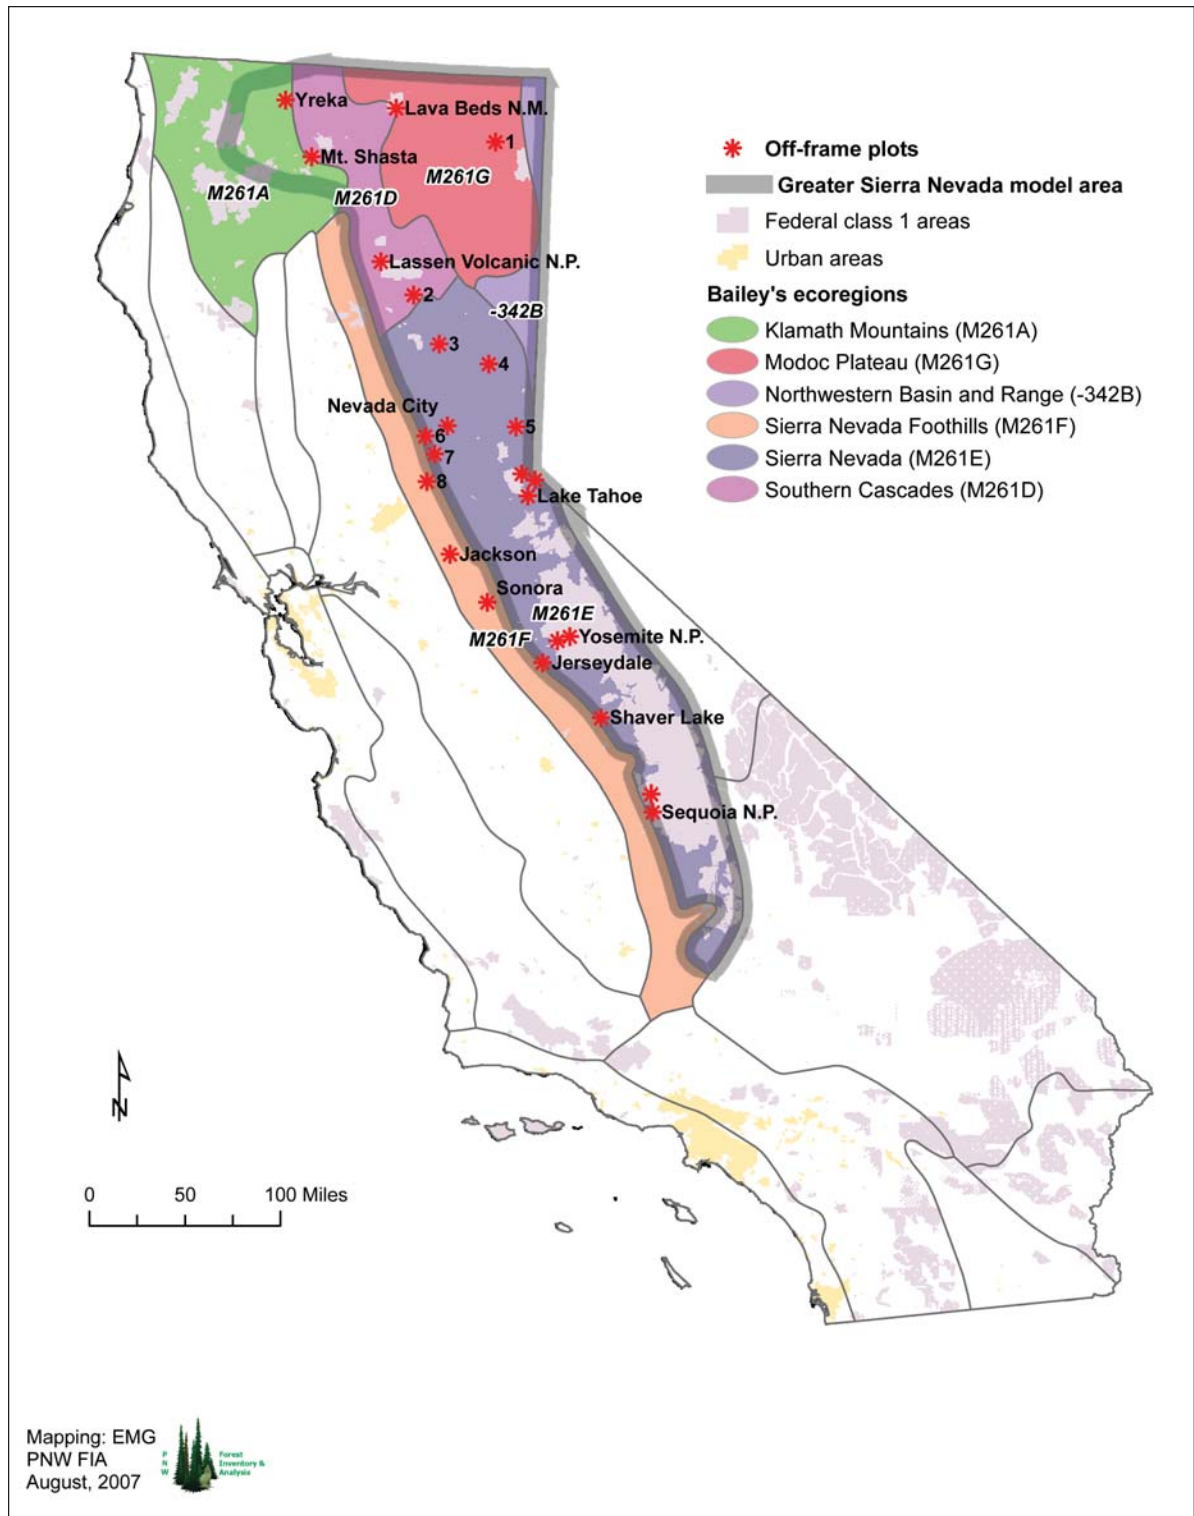 Yreka
Lava Beds N.M.
1
Mt. Shasta
M261A
M261D
M261G
Lassen Volcanic N.P.
2
-342B
3
4
Nevada City
5
6
7
8
Lake Tahoe
Jackson
Sonora
M261E
M261F
Yosemite N.P.
Jerseydale
Shaver Lake
Sequoia N.P.
Off-frame plots
Greater Sierra Nevada model area
Federal class 1 areas
Urban areas
Bailey's ecoregions
Klamath Mountains (M261A)
Modoc Plateau (M261G)
Northwestern Basin and Range (-342B)
Sierra Nevada Foothills (M261F)
Sierra Nevada (M261E)
Southern Cascades (M261D)
N
0 50 100 Miles
Mapping: EMG
PNW FIA
August, 2007
P
N
W
Forest
Inventory &
Analysis